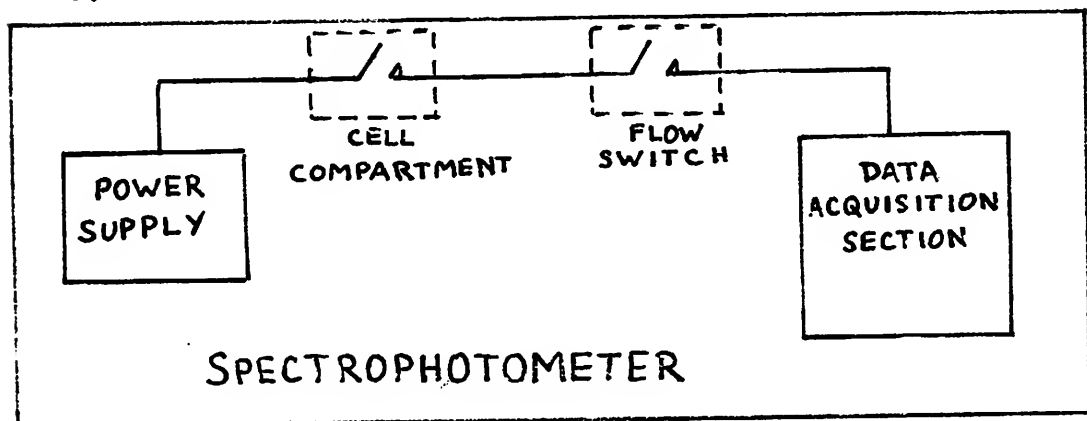 CELL
COMPARTMENT
FLOW
SWITCH
POWER
SUPPLY
DATA
ACQUISITION
SECTION
SPECTROPHOTOMETER